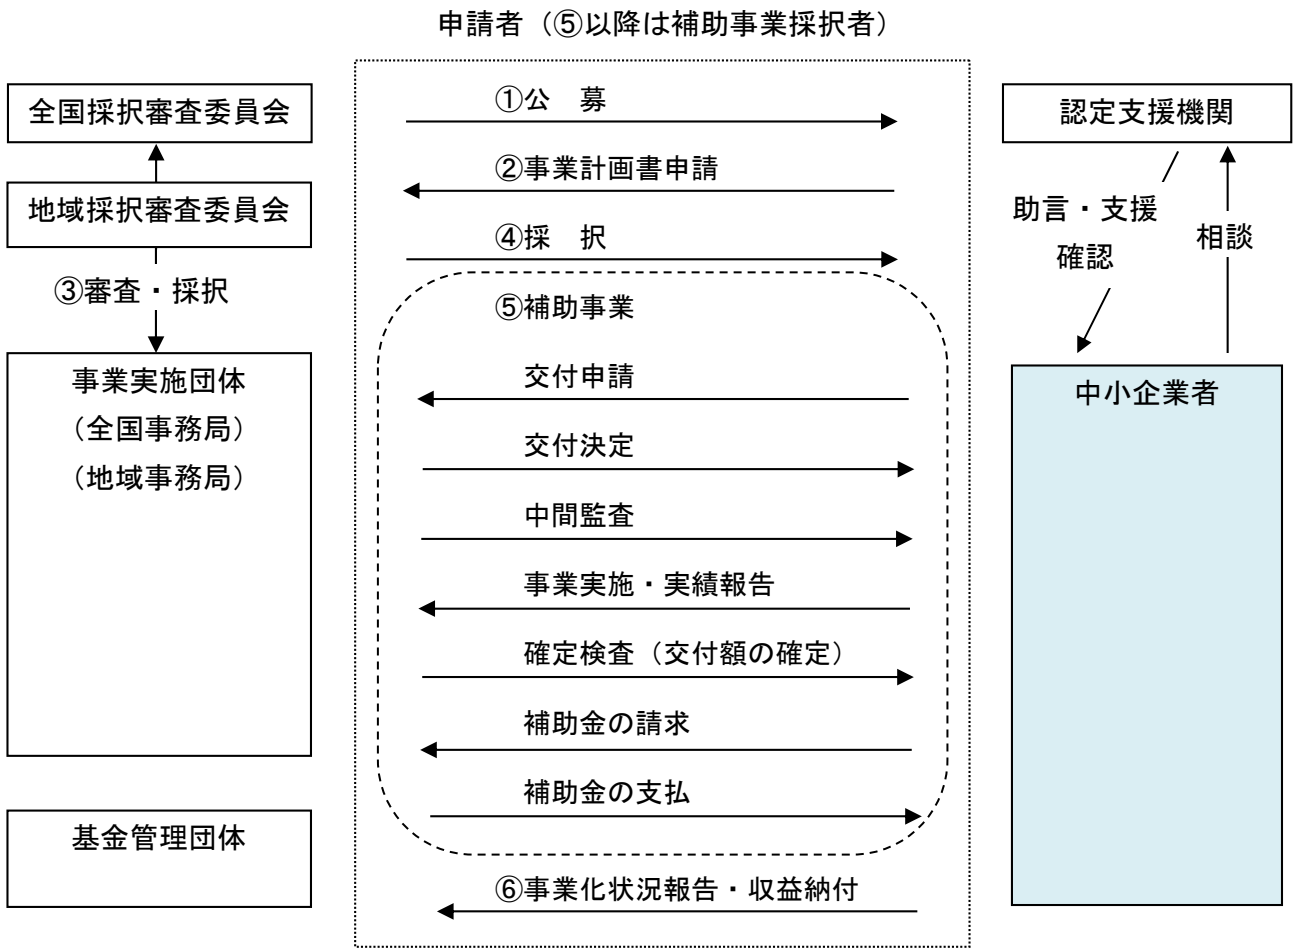 申請者（⑤以降は補助事業採択者）
全国採択審査委員会
地域採択審査委員会
③審査・採択
事業実施団体
（全国事務局）
（地域事務局）
基金管理団体
①公　募
②事業計画書申請
④採　択
⑤補助事業
交付申請
交付決定
中間監査
事業実施・実績報告
確定検査（交付額の確定）
補助金の請求
補助金の支払
⑥事業化状況報告・収益納付
認定支援機関
助言・支援
確認
相談
中小企業者